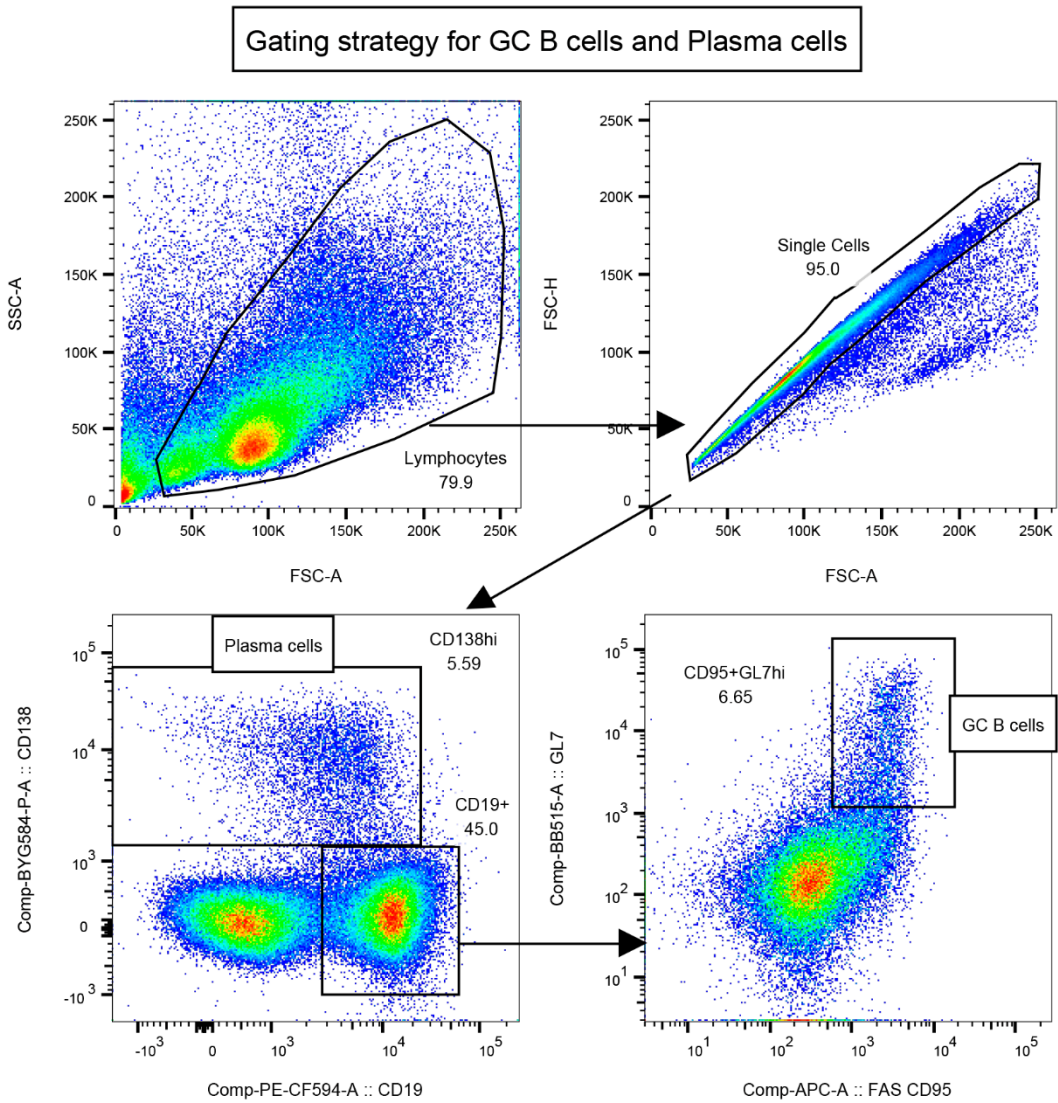 Gating strategy for GC B cells and Plasma cells
250K
200K
150K
100K
50K
0
SSC-A
Lymphocytes
79.9
0
50K
100K
150K
200K
250K
FSC-A
250K
200K
150K
100K
50K
0
FSC-H
Single Cells
95.0
0
50K
100K
150K
200K
250K
FSC-A
Plasma cells
CD138hi
5.59
CD19+
45.0
10^5
10^4
10^3
0
-10^3
Comp-BYG584-P-A :: CD138
-10^3
0
10^3
10^4
10^5
Comp-PE-CF594-A :: CD19
CD95+GL7hi
6.65
GC B cells
10^5
10^4
10^3
10^2
10^1
Comp-BB515-A :: GL7
10^1
10^2
10^3
10^4
10^5
Comp-APC-A :: FAS CD95